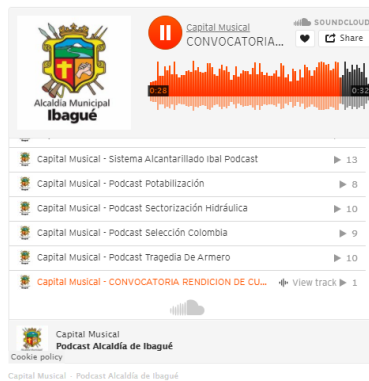 Capital Musical
SOUNDCLOUD
CONVOCATORIA...
Share
Alcaldía Municipal
Ibagué
0:28
0:32
Capital Musical - Sistema Alcantarillado Ibal Podcast 13
Capital Musical - Podcast Potabilización 8
Capital Musical - Podcast Sectorización Hidráulica 10
Capital Musical - Podcast Selección Colombia 9
Capital Musical - Podcast Tragedia De Armero 10
Capital Musical - CONVOCATORIA RENDICION DE CU... View track 1
Capital Musical
Podcast Alcaldía de Ibagué
Cookie policy
Capital Musical · Podcast Alcaldía de Ibagué